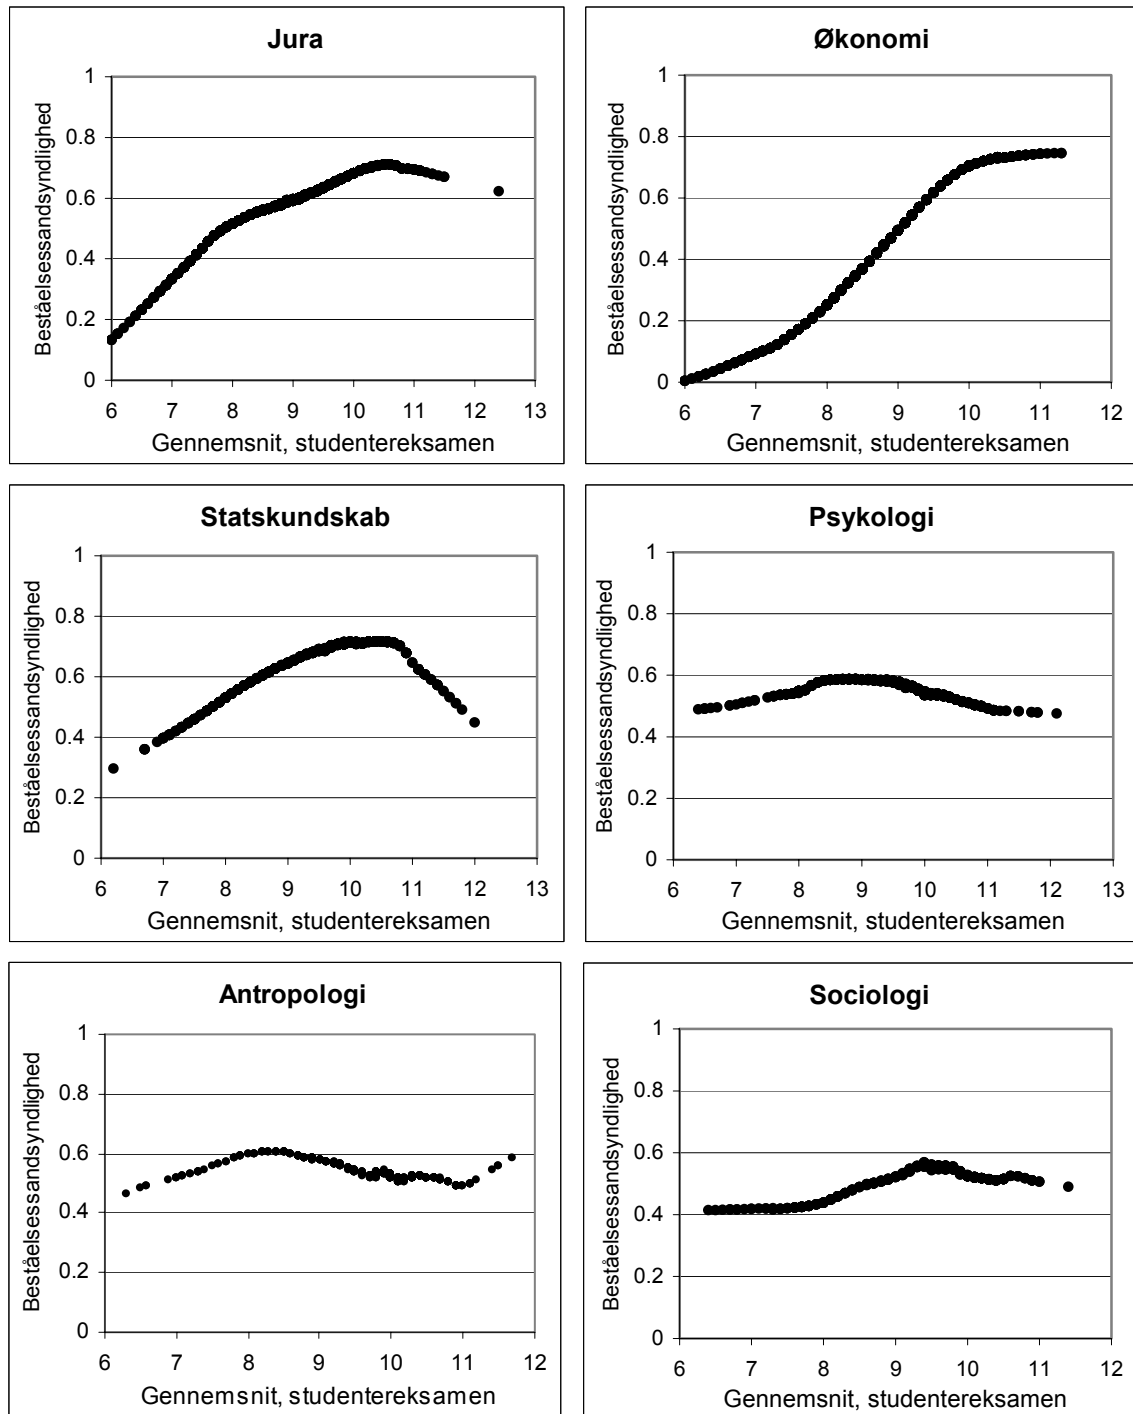 Jura
Beståelsessandsyndlighed
1
0.8
0.6
0.4
0.2
0
6 7 8 9 10 11 12 13
Gennemsnit, studentereksamen
Økonomi
Beståelsessandsyndlighed
1
0.8
0.6
0.4
0.2
0
6 7 8 9 10 11 12
Gennemsnit, studentereksamen
Statskundskab
Beståelsessandsyndlighed
1
0.8
0.6
0.4
0.2
0
6 7 8 9 10 11 12 13
Gennemsnit, studentereksamen
Psykologi
Beståelsessandsyndlighed
1
0.8
0.6
0.4
0.2
0
6 7 8 9 10 11 12 13
Gennemsnit, studentereksamen
Antropologi
Beståelsessandsyndlighed
1
0.8
0.6
0.4
0.2
0
6 7 8 9 10 11 12
Gennemsnit, studentereksamen
Sociologi
Beståelsessandsyndlighed
1
0.8
0.6
0.4
0.2
0
6 7 8 9 10 11 12
Gennemsnit, studentereksamen